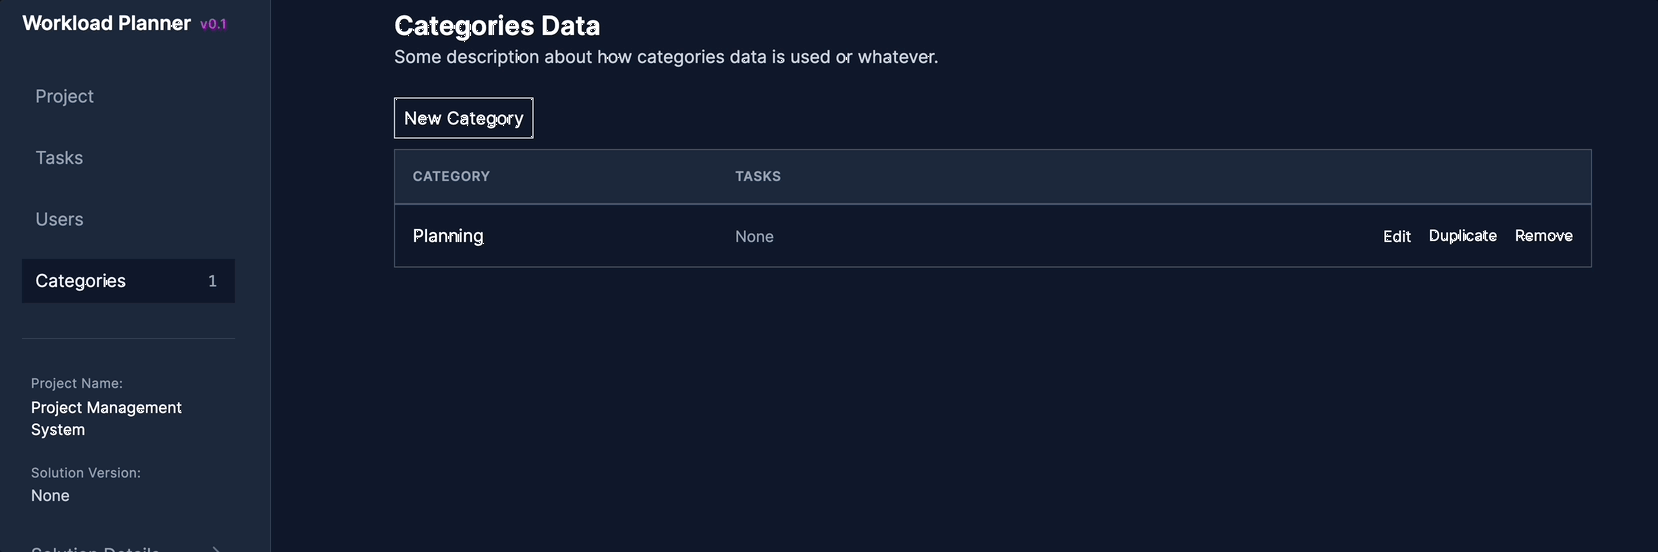 Workload Planner v0.1
Project
Tasks
Users
Categories 1
Project Name:
Project Management
System
Solution Version:
None
Solution Details
Categories Data
Some description about how categories data is used or whatever.
New Category
CATEGORY TASKS
Planning None Edit Duplicate Remove